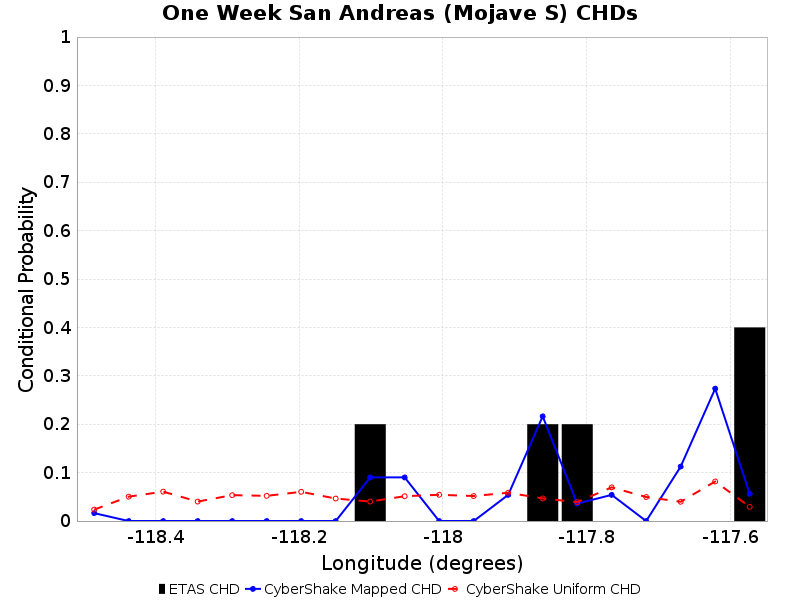 One Week San Andreas (Mojave S) CHDs
1
0.9
0.8
0.7
0.6
0.5
0.4
0.3
0.2
0.1
0
Conditional Probability
-118.4 -118.2 -118 -117.8 -117.6
Longitude (degrees)
ETAS CHD CyberShake Mapped CHD CyberShake Uniform CHD